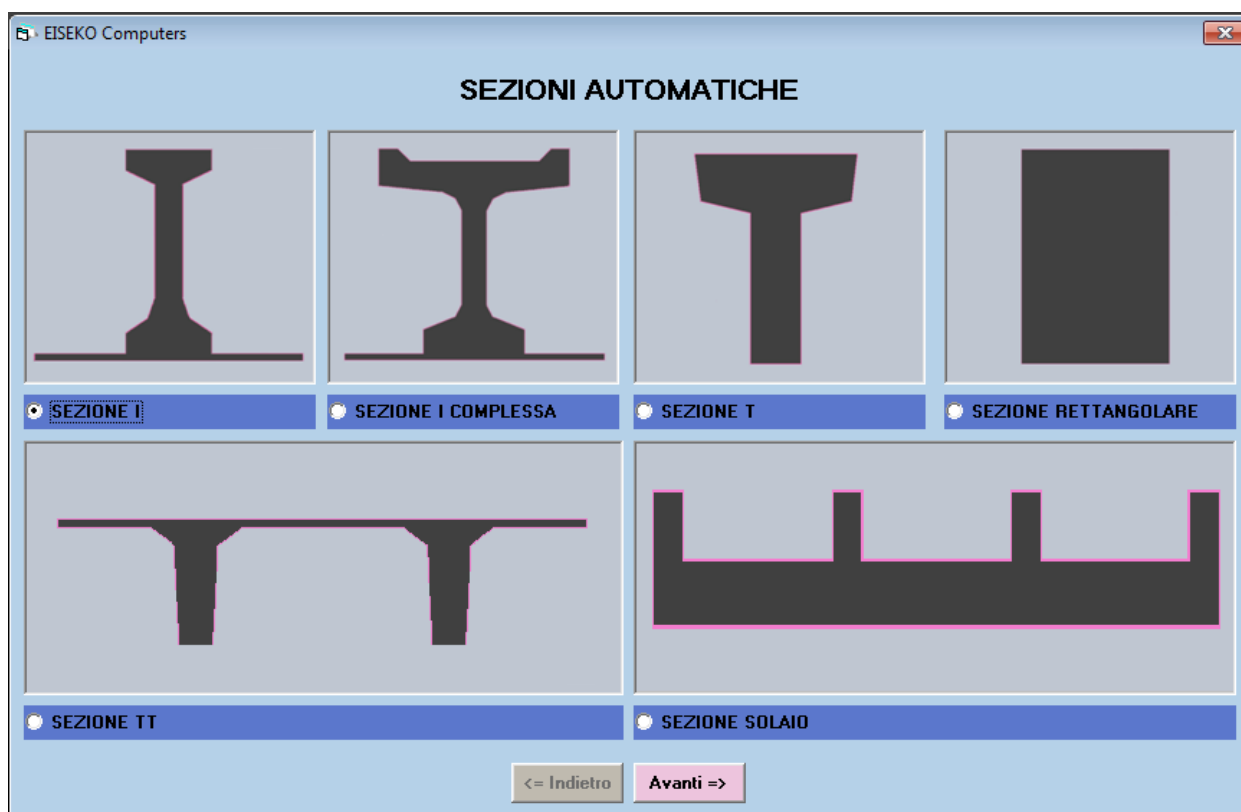 EISEKO Computers
SEZIONI AUTOMATICHE
SEZIONE I
SEZIONE I COMPLESSA
SEZIONE T
SEZIONE RETTANGOLARE
SEZIONE TT
SEZIONE SOLAIO
<= Indietro
Avanti =>